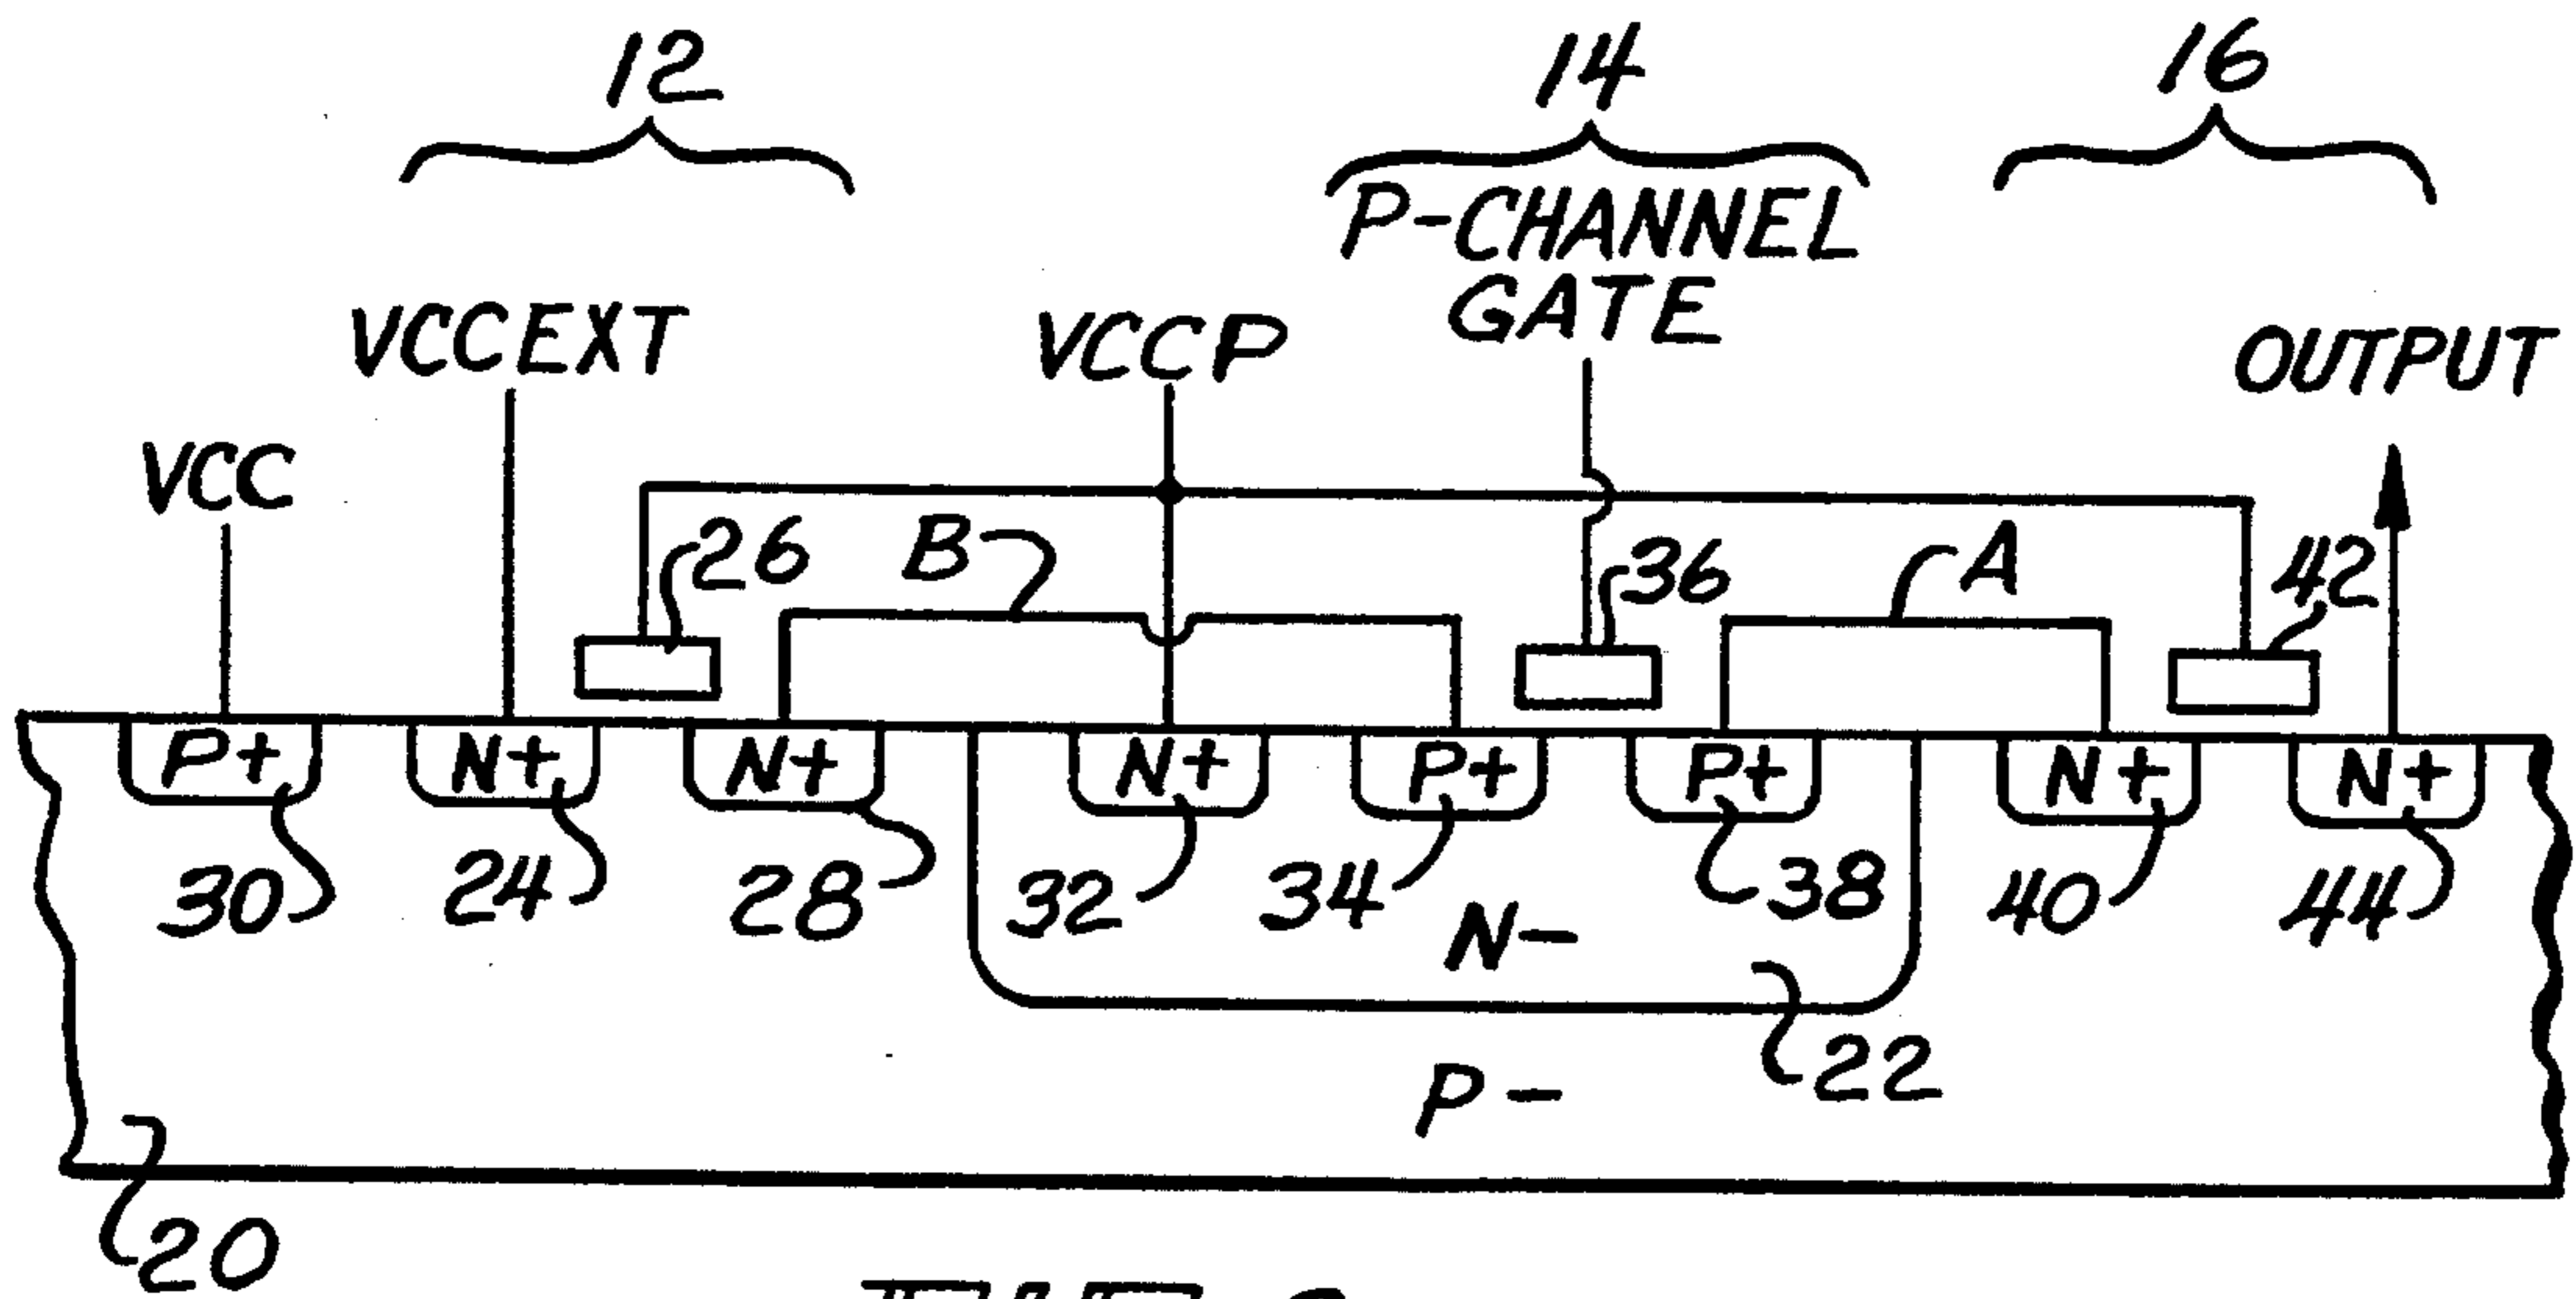 12
14
16
P-CHANNEL
GATE
VCCEXT
VCCP
OUTPUT
VCC
26
B
36
A
42
P+
N+
N+
N+
P+
P+
N+
N+
30
24
28
32
34
38
40
44
N-
22
P-
20